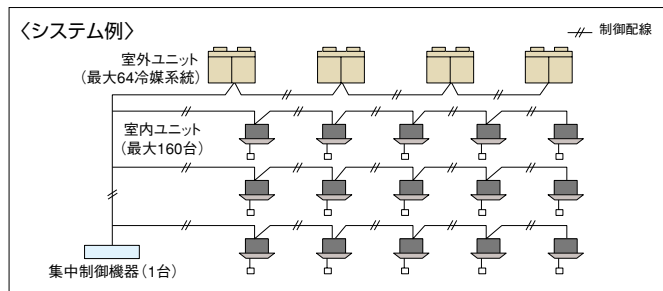 〈システム例〉
制御配線
室外ユニット
(最大64冷媒系統)
室内ユニット
(最大160台)
集中制御機器(1台)